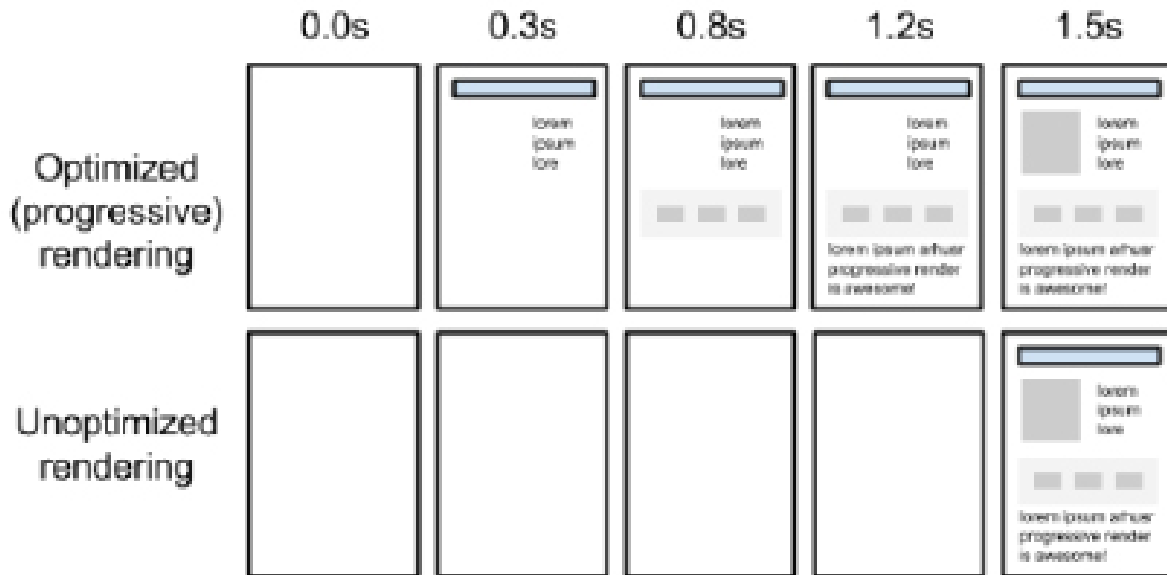 0.0s 0.3s 0.8s 1.2s 1.5s
Optimized
(progressive)
rendering
lorem
ipsum
lore
lorem
ipsum
lore
lorem
ipsum
lore
lorem ipsum
progressive render
is awesome!
lorem
ipsum
lore
lorem ipsum
progressive render
is awesome!
Unoptimized
rendering
lorem
ipsum
lore
lorem ipsum
progressive render
is awesome!